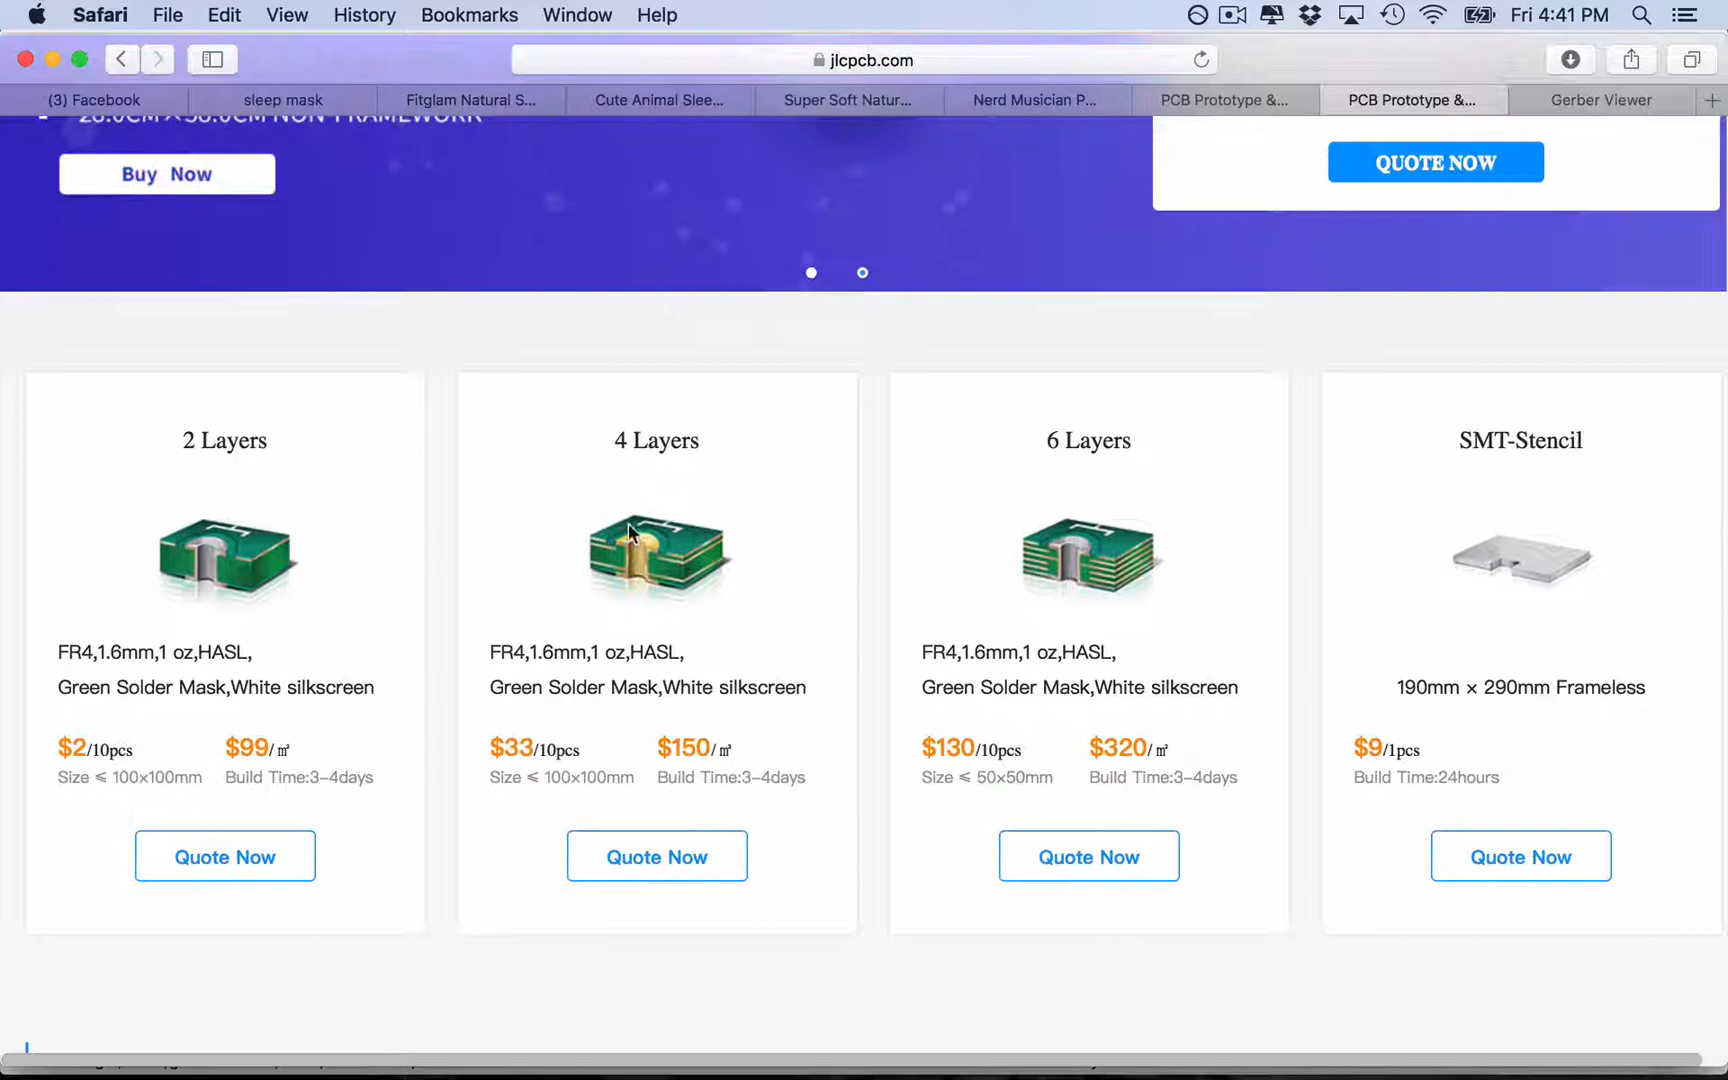 Safari File Edit View History Bookmarks Window Help Fri 4:41 PM
jlcpcb.com
(3) Facebook sleep mask Fitglam Natural S... Cute Animal Slee... Super Soft Natur... Nerd Musician P... PCB Prototype &... PCB Prototype &... Gerber Viewer
28.0CM×38.0CM NON-FRAMEWORK
Buy Now
QUOTE NOW
2 Layers
FR4,1.6mm,1 oz,HASL,
Green Solder Mask,White silkscreen
$2/10pcs $99/㎡
Size ⩽ 100×100mm Build Time:3-4days
Quote Now
4 Layers
FR4,1.6mm,1 oz,HASL,
Green Solder Mask,White silkscreen
$33/10pcs $150/㎡
Size ⩽ 100×100mm Build Time:3-4days
Quote Now
6 Layers
FR4,1.6mm,1 oz,HASL,
Green Solder Mask,White silkscreen
$130/10pcs $320/㎡
Size ⩽ 50×50mm Build Time:3-4days
Quote Now
SMT-Stencil
190mm × 290mm Frameless
$9/1pcs
Build Time:24hours
Quote Now